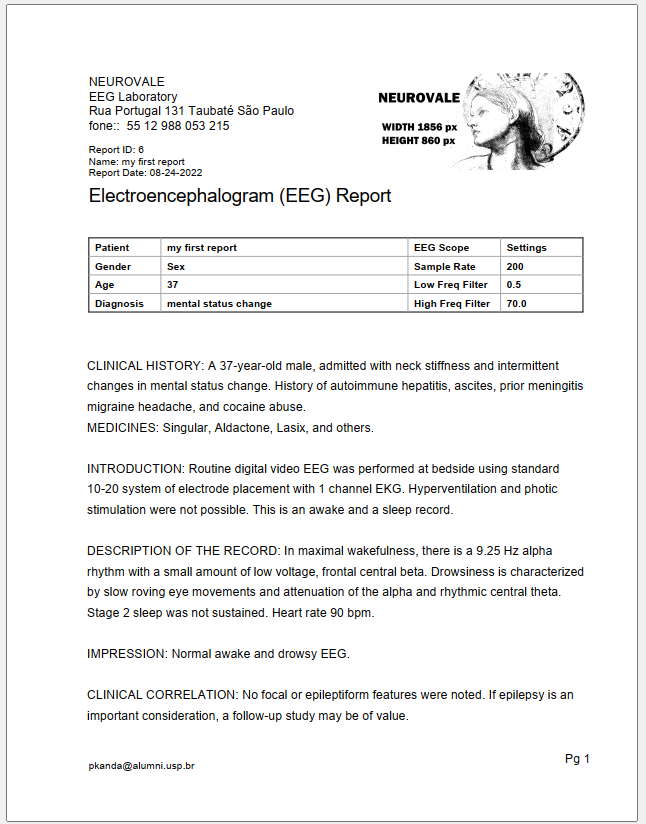 NEUROVALE
EEG Laboratory
Rua Portugal 131 Taubaté São Paulo
fone:: 55 12 988 053 215
NEUROVALE
WIDTH 1856 px
HEIGHT 860 px
Report ID: 6
Name: my first report
Report Date: 08-24-2022
Electroencephalogram (EEG) Report
Patient my first report EEG Scope Settings
Gender Sex Sample Rate 200
Age 37 Low Freq Filter 0.5
Diagnosis mental status change High Freq Filter 70.0
CLINICAL HISTORY: A 37-year-old male, admitted with neck stiffness and intermittent
changes in mental status change. History of autoimmune hepatitis, ascites, prior meningitis
migraine headache, and cocaine abuse.
MEDICINES: Singular, Aldactone, Lasix, and others.
INTRODUCTION: Routine digital video EEG was performed at bedside using standard
10-20 system of electrode placement with 1 channel EKG. Hyperventilation and photic
stimulation were not possible. This is an awake and a sleep record.
DESCRIPTION OF THE RECORD: In maximal wakefulness, there is a 9.25 Hz alpha
rhythm with a small amount of low voltage, frontal central beta. Drowsiness is characterized
by slow roving eye movements and attenuation of the alpha and rhythmic central theta.
Stage 2 sleep was not sustained. Heart rate 90 bpm.
IMPRESSION: Normal awake and drowsy EEG.
CLINICAL CORRELATION: No focal or epileptiform features were noted. If epilepsy is an
important consideration, a follow-up study may be of value.
pkanda@alumni.usp.br
Pg 1